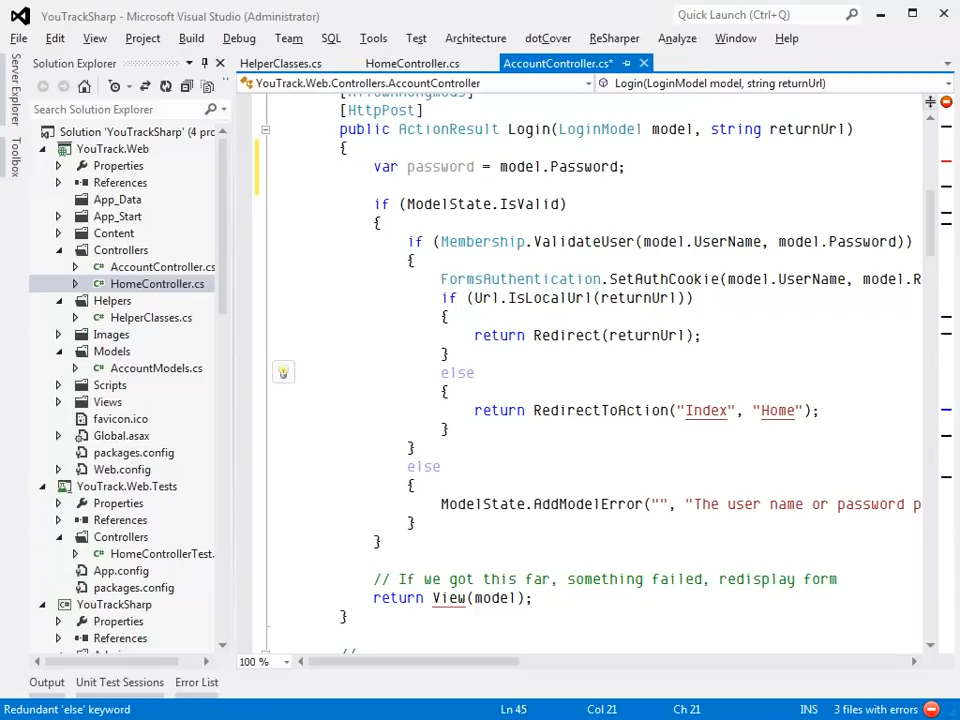 YouTrackSharp - Microsoft Visual Studio (Administrator)
Quick Launch (Ctrl+Q)
File Edit View Project Build Debug Team SQL Tools Test Architecture dotCover ReSharper Analyze Window Help
Server Explorer
Toolbox
Solution Explorer
Search Solution Explorer
Solution 'YouTrackSharp' (4 pro
YouTrack.Web
Properties
References
App_Data
App_Start
Content
Controllers
AccountController.cs
HomeController.cs
Helpers
HelperClasses.cs
Images
Models
AccountModels.cs
Scripts
Views
favicon.ico
Global.asax
packages.config
Web.config
YouTrack.Web.Tests
Properties
References
Controllers
HomeControllerTest.
App.config
packages.config
YouTrackSharp
Properties
References
HelperClasses.cs HomeController.cs AccountController.cs*
YouTrack.Web.Controllers.AccountController Login(LoginModel model, string returnUrl)
[HttpPost]
public ActionResult Login(LoginModel model, string returnUrl)
{
var password = model.Password;
if (ModelState.IsValid)
{
if (Membership.ValidateUser(model.UserName, model.Password))
{
FormsAuthentication.SetAuthCookie(model.UserName, model.R
if (Url.IsLocalUrl(returnUrl))
{
return Redirect(returnUrl);
}
else
{
return RedirectToAction("Index", "Home");
}
}
else
{
ModelState.AddModelError("", "The user name or password p
}
}
// If we got this far, something failed, redisplay form
return View(model);
}
//
100 %
Output Unit Test Sessions Error List
Redundant 'else' keyword Ln 45 Col 21 Ch 21 INS 3 files with errors